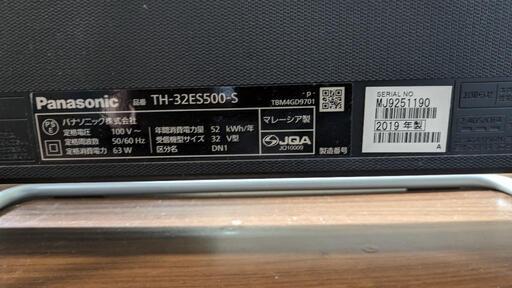 Panasonic 品番 TH-32ES500-S
-P-
TBM4GD9701
PS
E
パナソニック株式会社
定格電圧 100 V～
定格周波数 50/60 Hz
定格消費電力 63 W
年間消費電力量 52 kWh/年
受信機型サイズ 32 V型
区分名 DN1
マレーシア製
JQA
JQ10009
製造番号
SERIAL NO
MJ9251190
2019 年製
A